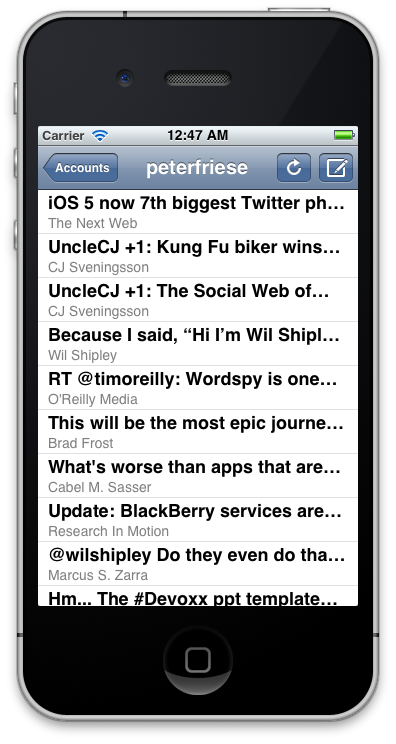 Carrier 12:47 AM
Accounts peterfriese
iOS 5 now 7th biggest Twitter ph...
The Next Web
UncleCJ +1: Kung Fu biker wins...
CJ Sveningsson
UncleCJ +1: The Social Web of...
CJ Sveningsson
Because I said, “Hi I’m Wil Shipl...
Wil Shipley
RT @timoreilly: Wordspy is one...
O'Reilly Media
This will be the most epic journe...
Brad Frost
What's worse than apps that are...
Cabel M. Sasser
Update: BlackBerry services are...
Research In Motion
@wilshipley Do they even do tha...
Marcus S. Zarra
Hm... The #Devoxx ppt template...